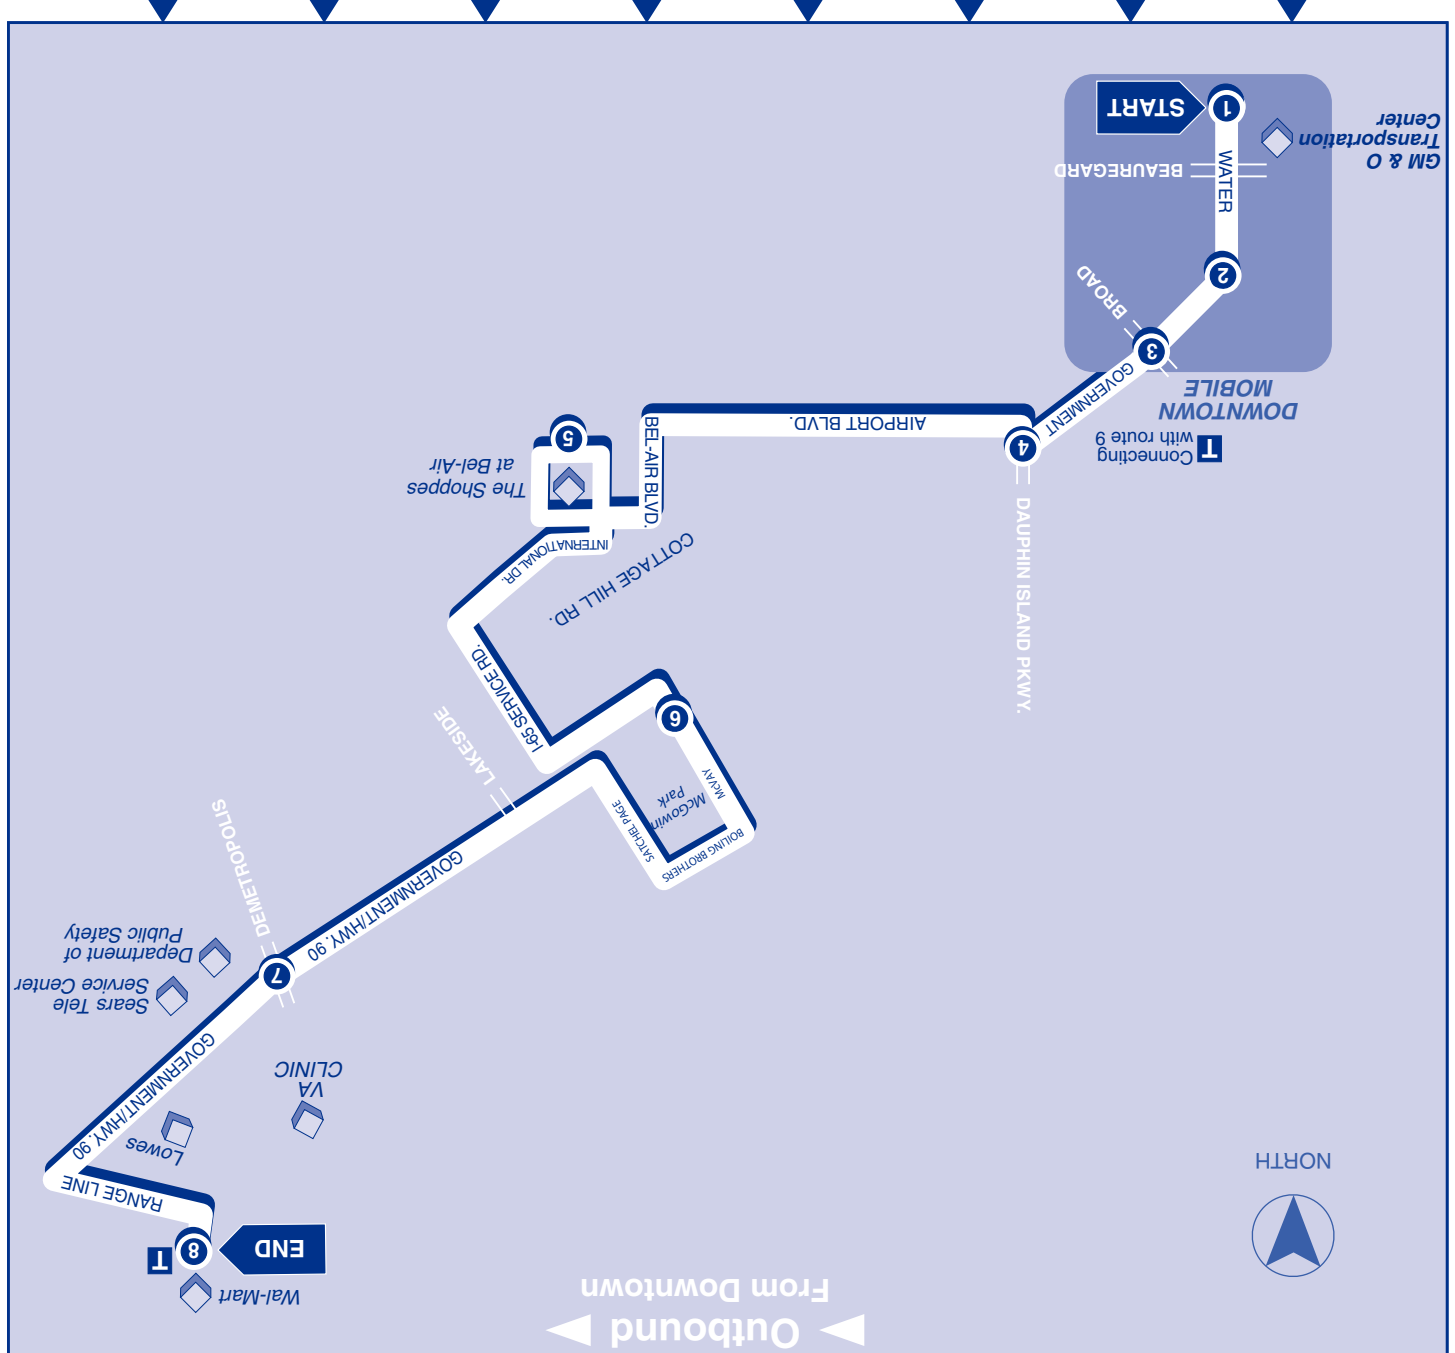 Outbound
From Downtown
NORTH
Wal-Mart
END
8
T
RANGE LINE
Lowes
VA
CLINIC
GOVERNMENT/HWY. 90
Sears Tele
Service Center
Department of
Public Safety
7
DEMETROPOLIS
GOVERNMENT/HWY. 90
LAKESIDE
SATCHEL PAGE
BOILING BROTHERS
McVAY
McGowin
Park
6
I-65 SERVICE RD.
COTTAGE HILL RD.
INTERNATIONAL DR.
The Shoppes
at Bel-Air
5
BEL-AIR BLVD.
AIRPORT BLVD.
DAUPHIN ISLAND PKWY.
4
T
Connecting
with route 9
GOVERNMENT
DOWNTOWN
MOBILE
3
BROAD
2
WATER
BEAUREGARD
GM & O
Transportation
Center
1
START